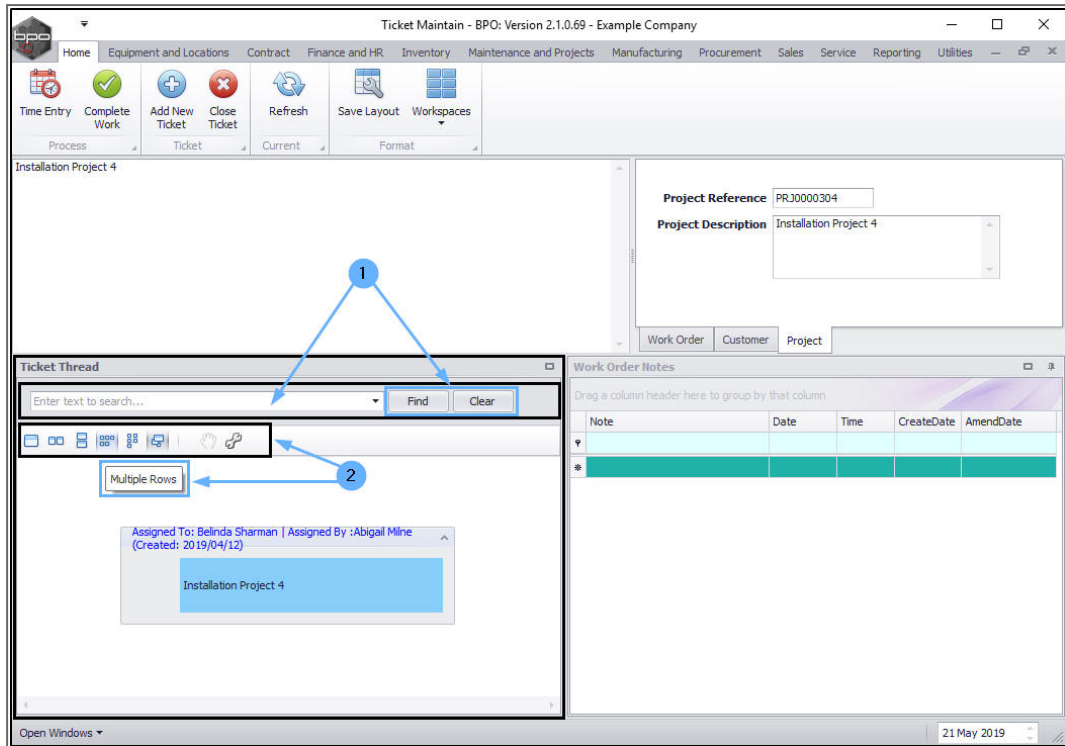 bpo
Ticket Maintain - BPO: Version 2.1.0.69 - Example Company
Home Equipment and Locations Contract Finance and HR Inventory Maintenance and Projects Manufacturing Procurement Sales Service Reporting Utilities
Time Entry Complete Work Add New Ticket Close Ticket Refresh Save Layout Workspaces
Process Ticket Current Format
Installation Project 4
Project Reference PRJ0000304
Project Description Installation Project 4
1
Work Order Customer Project
Ticket Thread
Enter text to search... Find Clear
2
Multiple Rows
Assigned To: Belinda Sharman | Assigned By :Abigail Milne
(Created: 2019/04/12)
Installation Project 4
Work Order Notes
Drag a column header here to group by that column
Note Date Time CreateDate AmendDate
Open Windows 21 May 2019